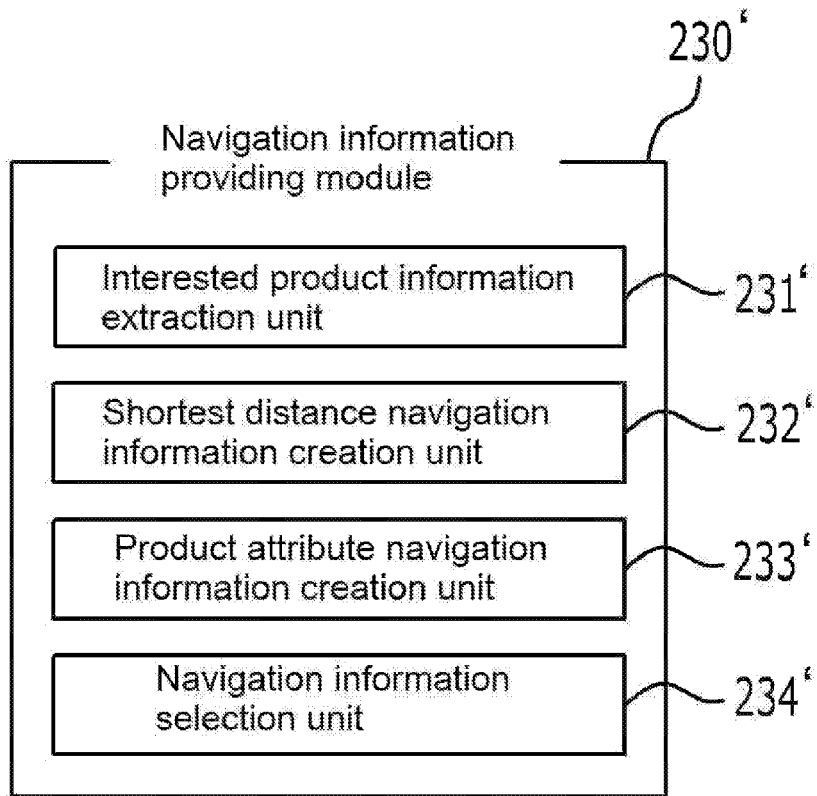 230‘
Navigation information
providing module
Interested product information
extraction unit
231‘
Shortest distance navigation
information creation unit
232‘
Product attribute navigation
information creation unit
233‘
Navigation information
selection unit
234‘